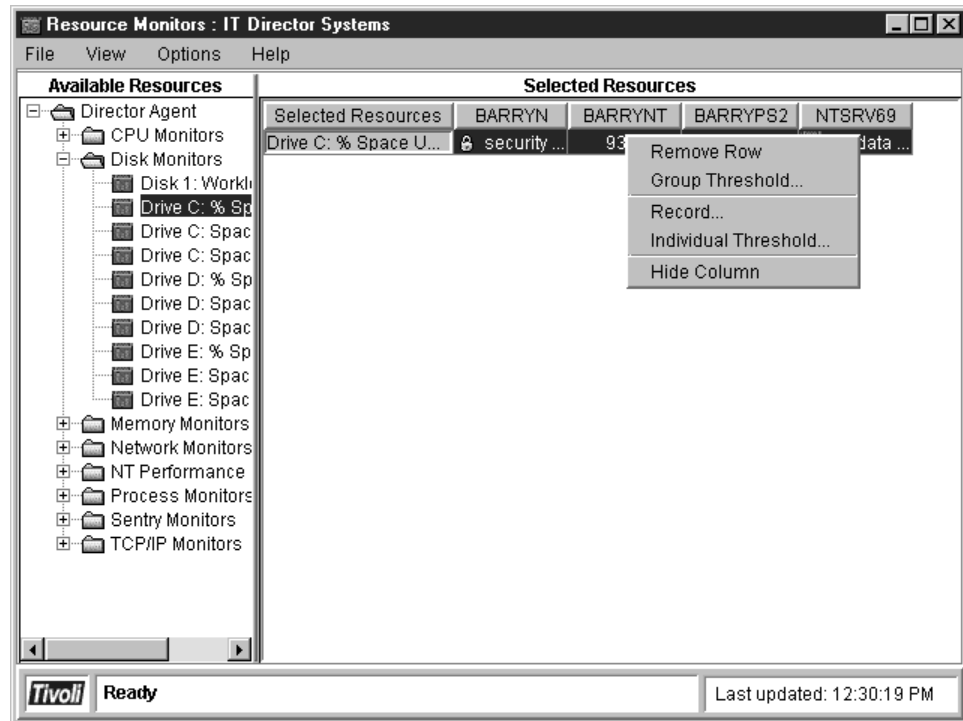 Resource Monitors : IT Director Systems
File View Options Help
Available Resources
Selected Resources
Director Agent
CPU Monitors
Disk Monitors
Disk 1: Workl
Drive C: % Sp
Drive C: Spac
Drive C: Spac
Drive D: % Sp
Drive D: Spac
Drive D: Spac
Drive E: % Sp
Drive E: Spac
Drive E: Spac
Memory Monitors
Network Monitors
NT Performance
Process Monitors
Sentry Monitors
TCP/IP Monitors
Selected Resources BARRYN BARRYNT BARRYPS2 NTSRV69
Drive C: % Space U... security ... 93 data ...
Remove Row
Group Threshold...
Record...
Individual Threshold...
Hide Column
Tivoli Ready Last updated: 12:30:19 PM